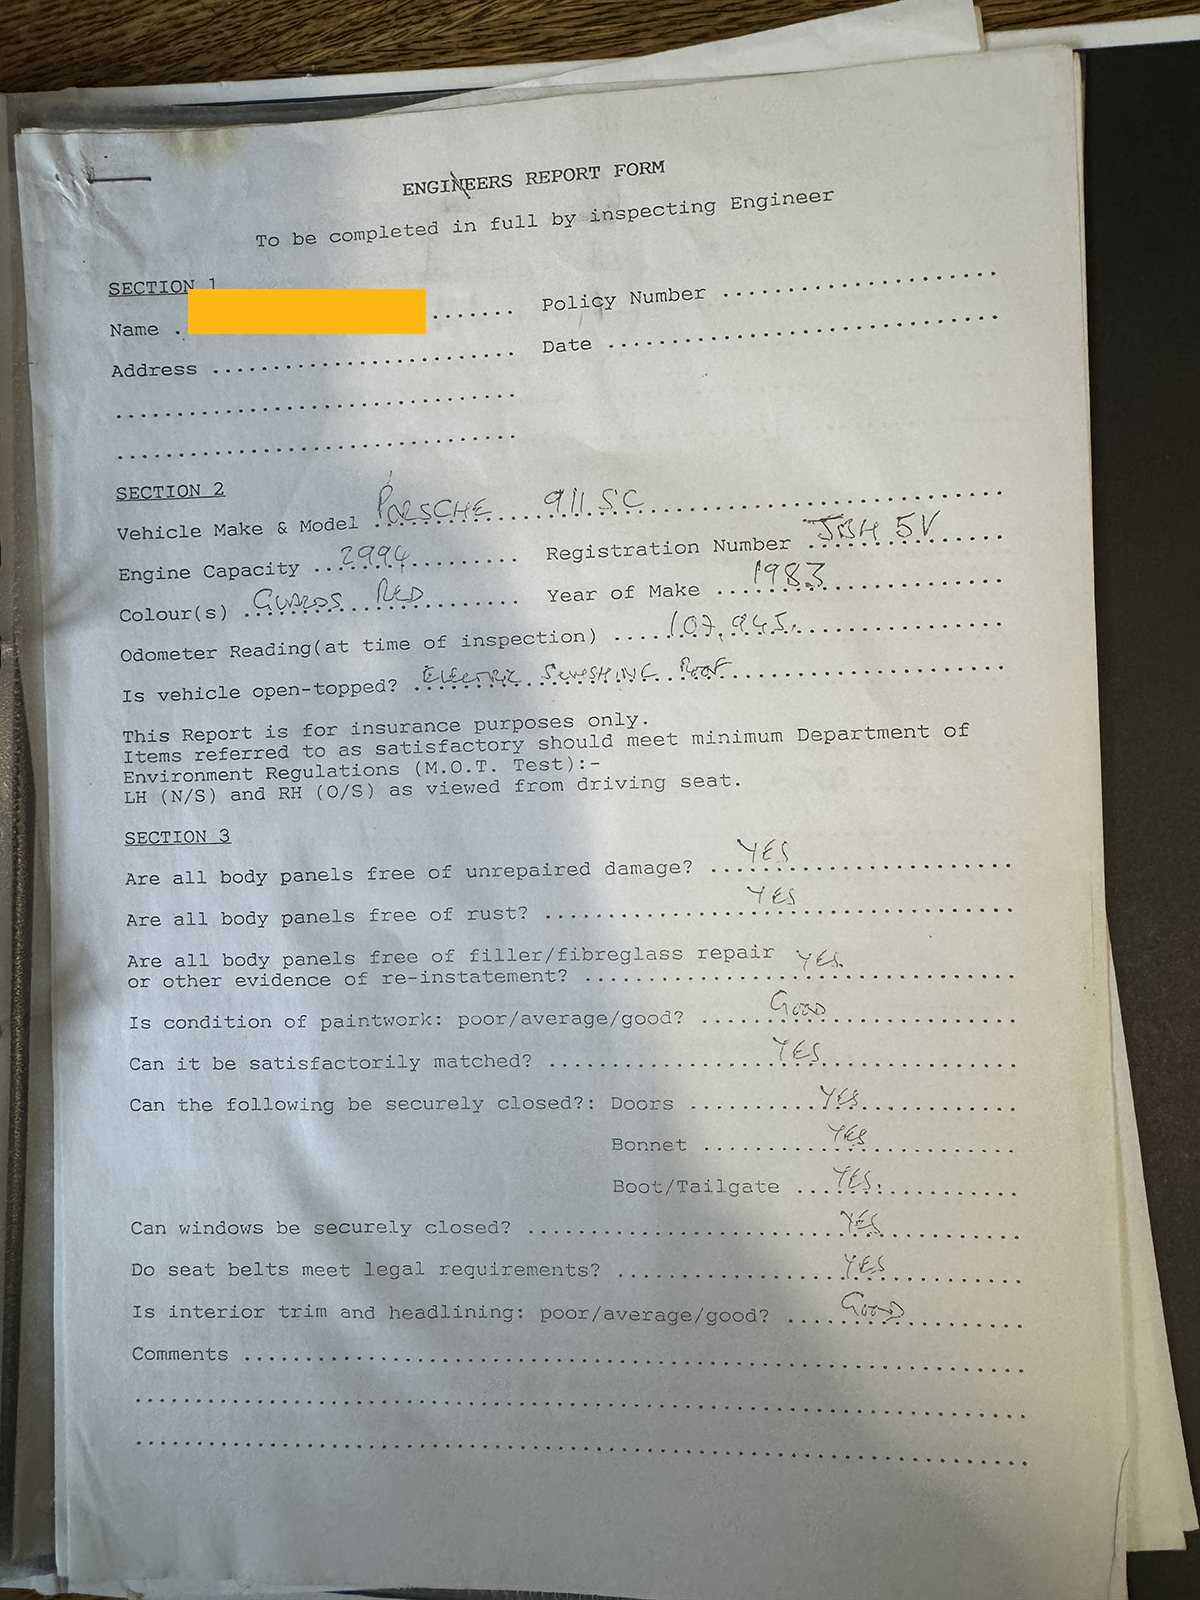 ENGINEERS REPORT FORM
To be completed in full by inspecting Engineer
SECTION 1
Name . ....... Policy Number .......................
Address ......................... Date ................................
.................................
.................................
SECTION 2
Vehicle Make & Model PORSCHE 911 SC
Engine Capacity 2994 Registration Number JBH 5V
Colour(s) GUARDS RED Year of Make 1983
Odometer Reading(at time of inspection) 107,945.
Is vehicle open-topped? ELECTRIC SUNSHINE ROOF
This Report is for insurance purposes only.
Items referred to as satisfactory should meet minimum Department of
Environment Regulations (M.O.T. Test):-
LH (N/S) and RH (O/S) as viewed from driving seat.
SECTION 3
Are all body panels free of unrepaired damage? YES
Are all body panels free of rust? YES
Are all body panels free of filler/fibreglass repair YES.
or other evidence of re-instatement?
Is condition of paintwork: poor/average/good? GOOD
Can it be satisfactorily matched? YES
Can the following be securely closed?: Doors YES
Bonnet YES
Boot/Tailgate YES.
Can windows be securely closed? YES
Do seat belts meet legal requirements? YES
Is interior trim and headlining: poor/average/good? GOOD
Comments